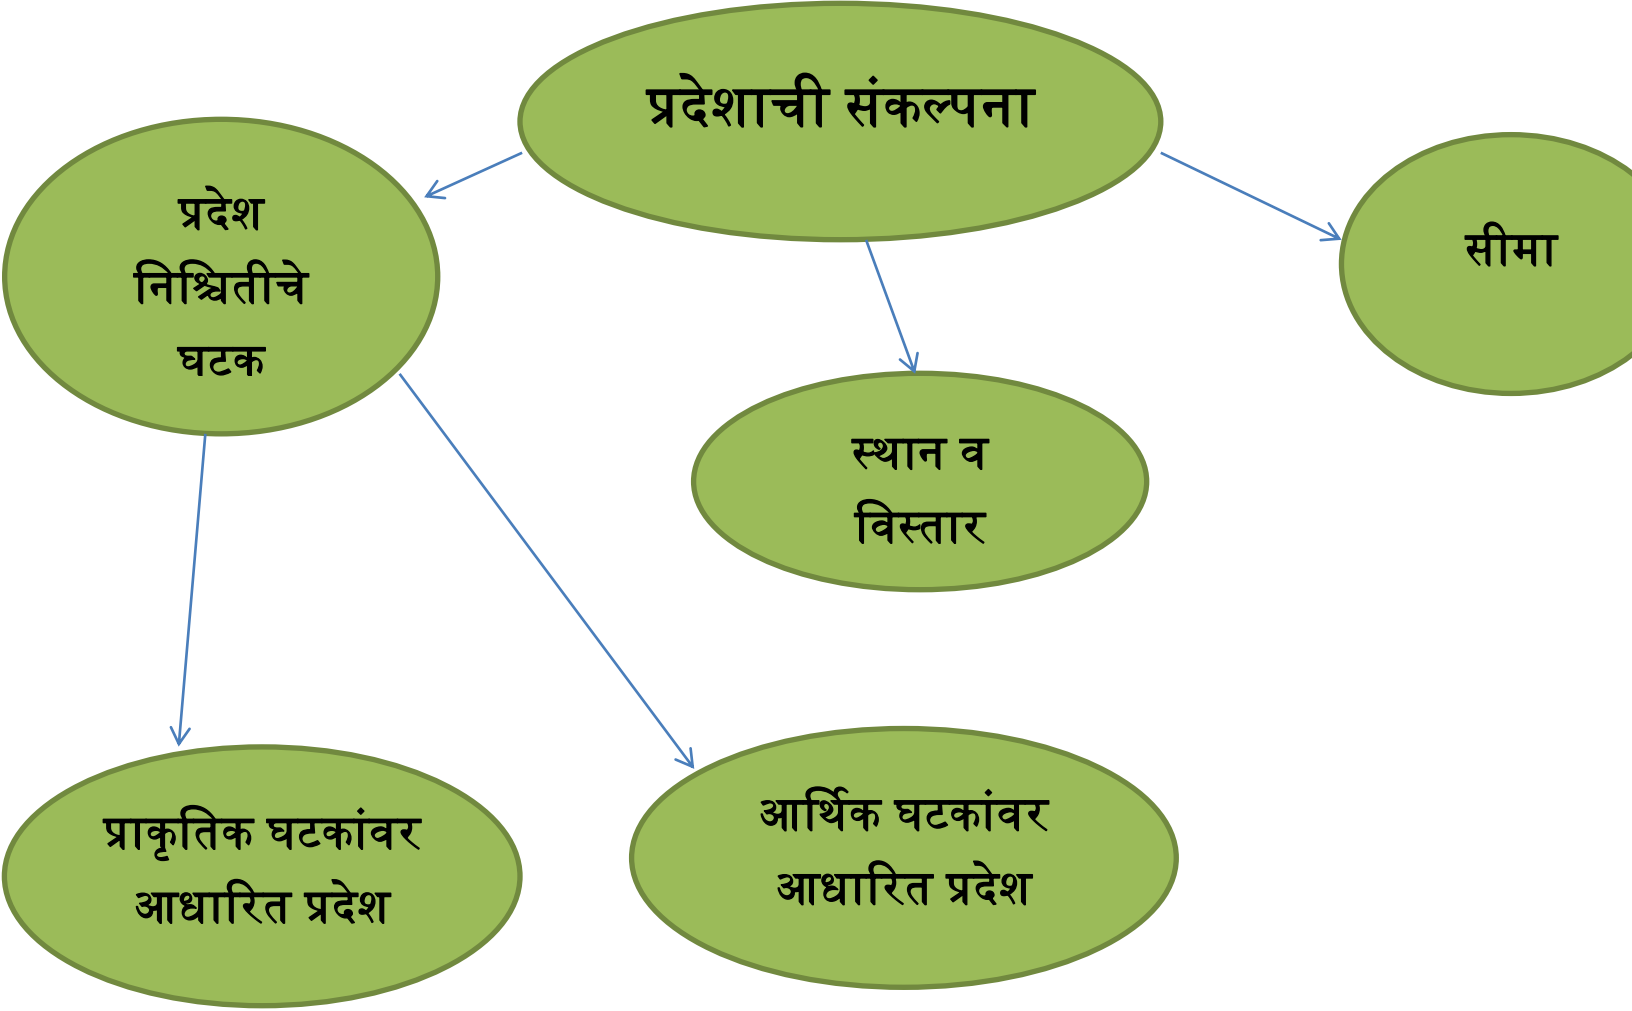 प्रदेशाची संकल्पना
प्रदेश
निश्चितीचे
घटक
सीमा
स्थान व
विस्तार
प्राकृतिक घटकांवर
आधारित प्रदेश
आर्थिक घटकांवर
आधारित प्रदेश